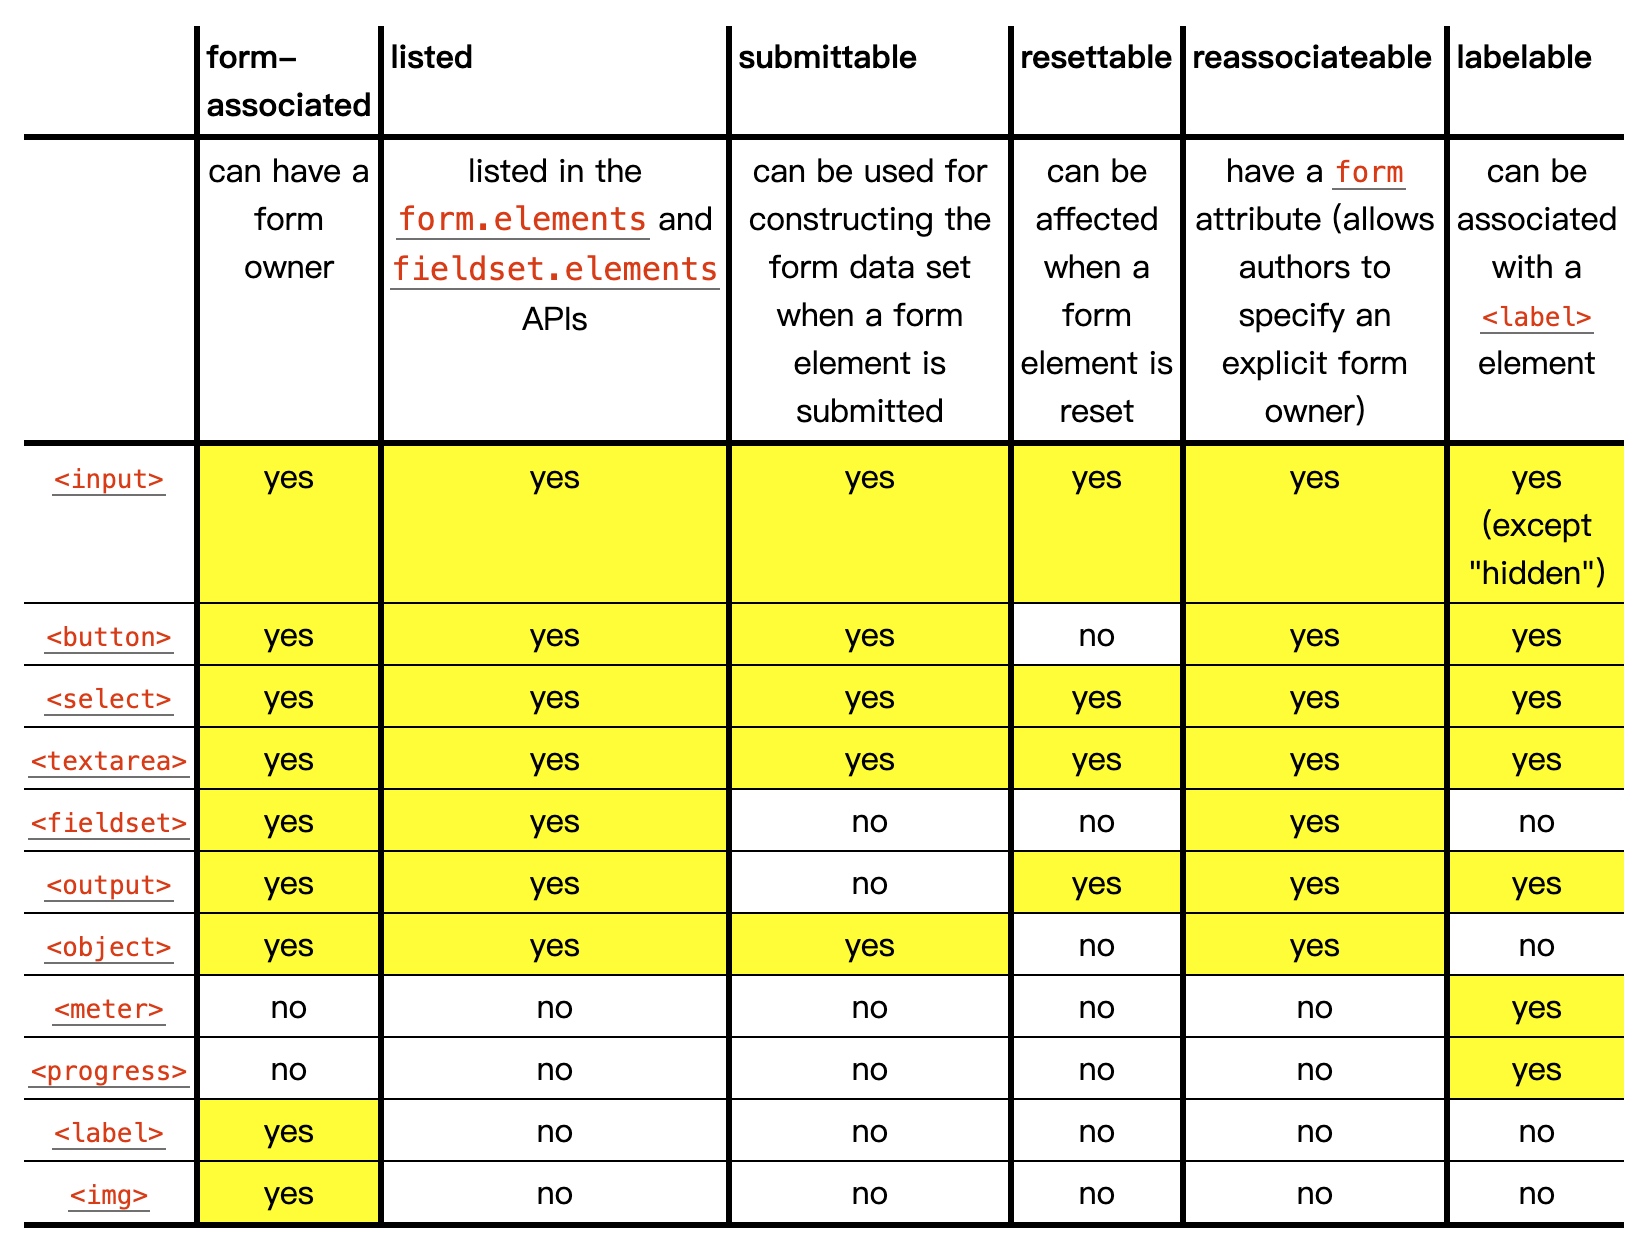 form-associated listed submittable resettable reassociateable labelable
can have a form owner
listed in the form.elements and fieldset.elements APIs
can be used for constructing the form data set when a form element is submitted
can be affected when a form element is reset
have a form attribute (allows authors to specify an explicit form owner)
can be associated with a <label> element
<input> yes yes yes yes yes yes (except "hidden")
<button> yes yes yes no yes yes
<select> yes yes yes yes yes yes
<textarea> yes yes yes yes yes yes
<fieldset> yes yes no no yes no
<output> yes yes no yes yes yes
<object> yes yes yes no yes no
<meter> no no no no no yes
<progress> no no no no no yes
<label> yes no no no no no
<img> yes no no no no no